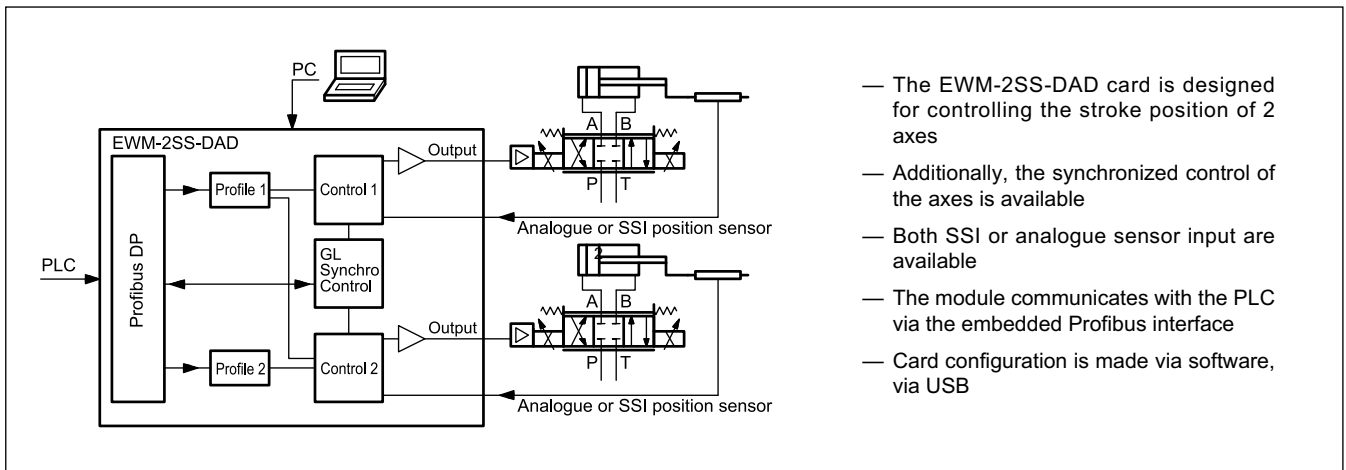 PC
EWM-2SS-DAD
Profibus DP
PLC
Profile 1
Control 1
Output
A B
P T
Analogue or SSI position sensor
GL
Synchro
Control
2
Profile 2
Control 2
Output
A B
P T
Analogue or SSI position sensor
— The EWM-2SS-DAD card is designed
for controlling the stroke position of 2
axes
— Additionally, the synchronized control of
the axes is available
— Both SSI or analogue sensor input are
available
— The module communicates with the PLC
via the embedded Profibus interface
— Card configuration is made via software,
via USB